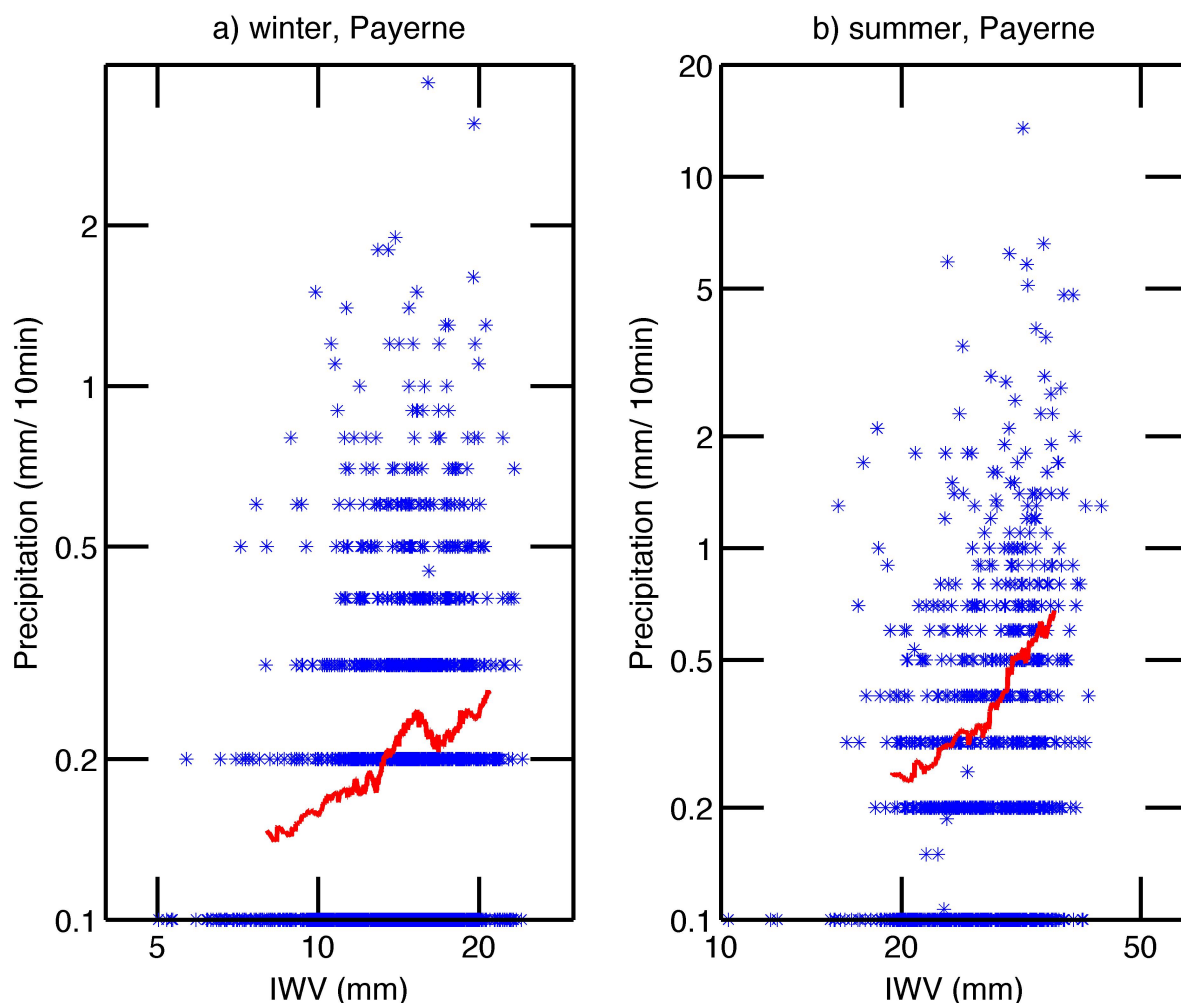 a) winter, Payerne
Precipitation (mm/ 10min)
2
1
0.5
0.2
0.1
5 10 20
IWV (mm)
b) summer, Payerne
Precipitation (mm/ 10min)
20
10
5
2
1
0.5
0.2
0.1
10 20 50
IWV (mm)